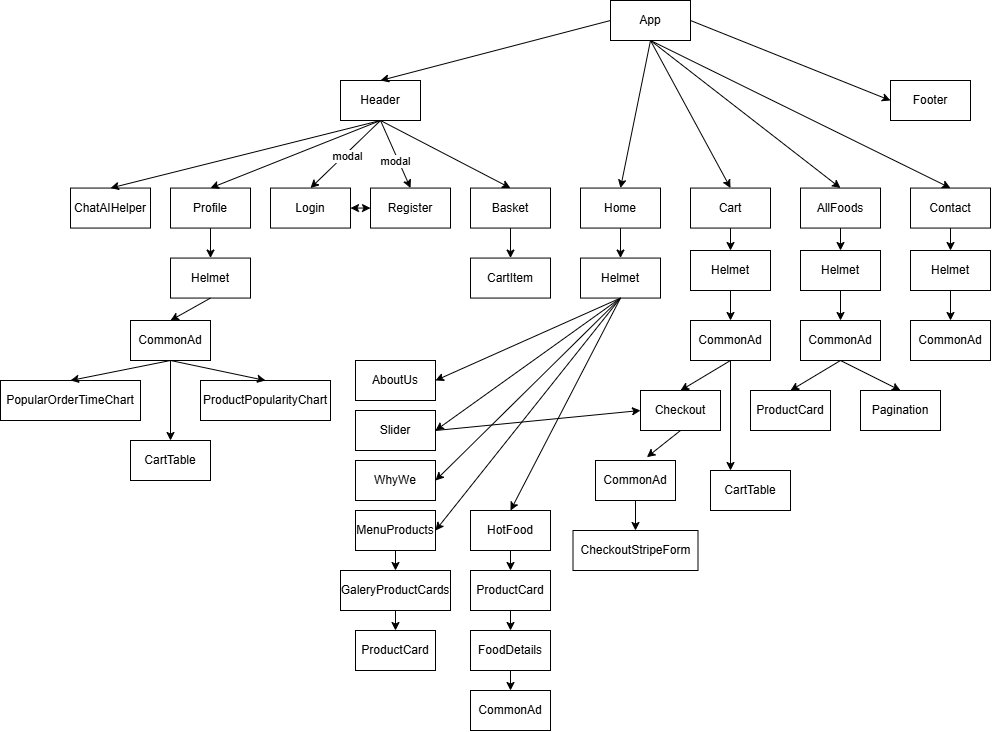 App
Header
Footer
modal
modal
ChatAIHelper
Profile
Login
Register
Basket
Home
Cart
AllFoods
Contact
Helmet
CartItem
Helmet
Helmet
Helmet
Helmet
CommonAd
CommonAd
CommonAd
CommonAd
AboutUs
PopularOrderTimeChart
ProductPopularityChart
Checkout
ProductCard
Pagination
Slider
CartTable
WhyWe
CommonAd
CartTable
MenuProducts
HotFood
CheckoutStripeForm
GaleryProductCards
ProductCard
ProductCard
FoodDetails
CommonAd